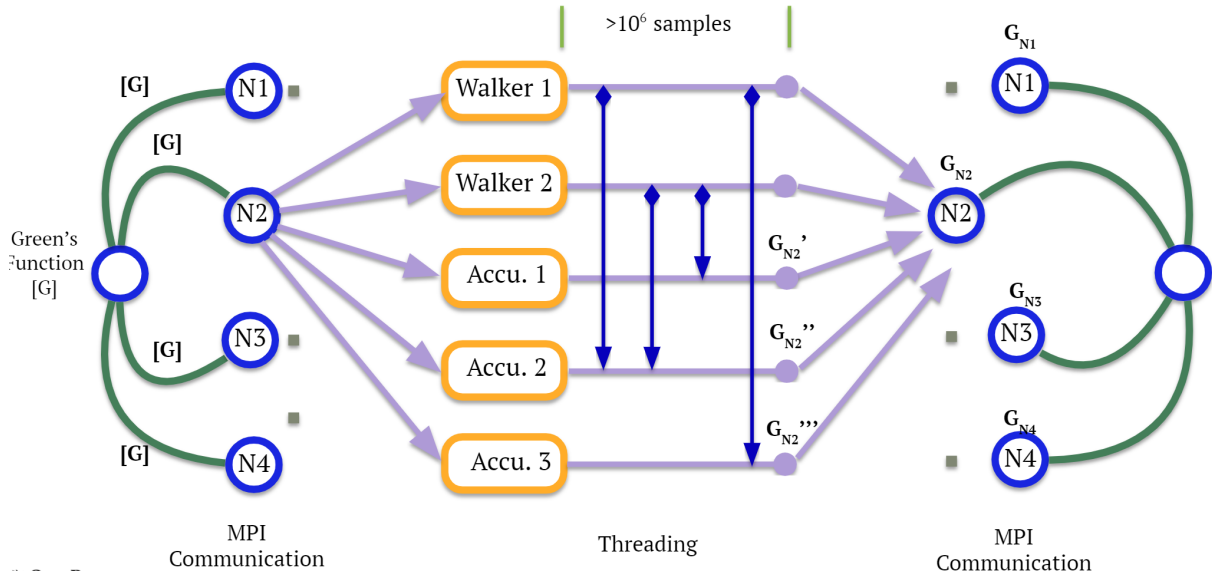 >10⁶ samples
[G]
N1
Walker 1
G_N1
N1
[G]
N2
Walker 2
G_N2
N2
Green's
Function
[G]
Accu. 1
G_N2'
[G]
N3
Accu. 2
G_N2''
G_N3
N3
[G]
N4
Accu. 3
G_N2'''
G_N4
N4
MPI
Communication
Threading
MPI
Communication